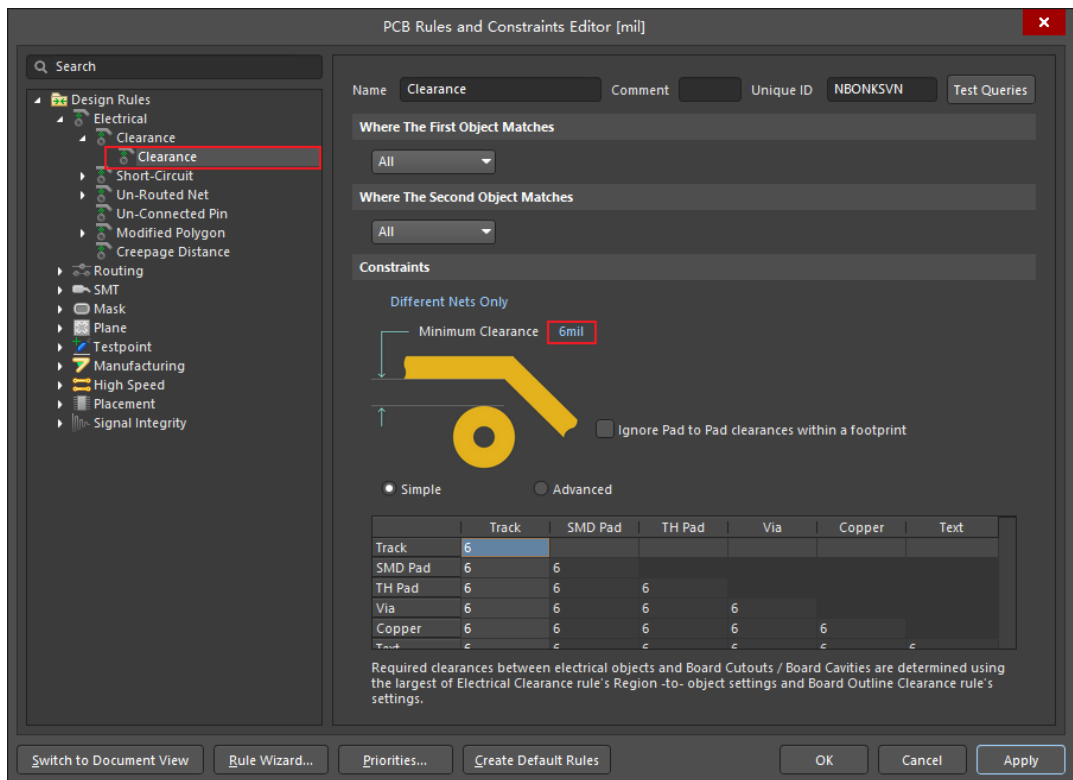 PCB Rules and Constraints Editor [mil]
Search
Design Rules
Electrical
Clearance
Clearance
Short-Circuit
Un-Routed Net
Un-Connected Pin
Modified Polygon
Creepage Distance
Routing
SMT
Mask
Plane
Testpoint
Manufacturing
High Speed
Placement
Signal Integrity
Name Clearance Comment Unique ID NBONKSVN Test Queries
Where The First Object Matches
All
Where The Second Object Matches
All
Constraints
Different Nets Only
Minimum Clearance 6mil
Ignore Pad to Pad clearances within a footprint
Simple Advanced
Track SMD Pad TH Pad Via Copper Text
Track 6
SMD Pad 6 6
TH Pad 6 6 6
Via 6 6 6 6
Copper 6 6 6 6 6
Text 6 6 6 6 6 6
Required clearances between electrical objects and Board Cutouts / Board Cavities are determined using
the largest of Electrical Clearance rule's Region -to- object settings and Board Outline Clearance rule's
settings.
Switch to Document View Rule Wizard... Priorities... Create Default Rules OK Cancel Apply